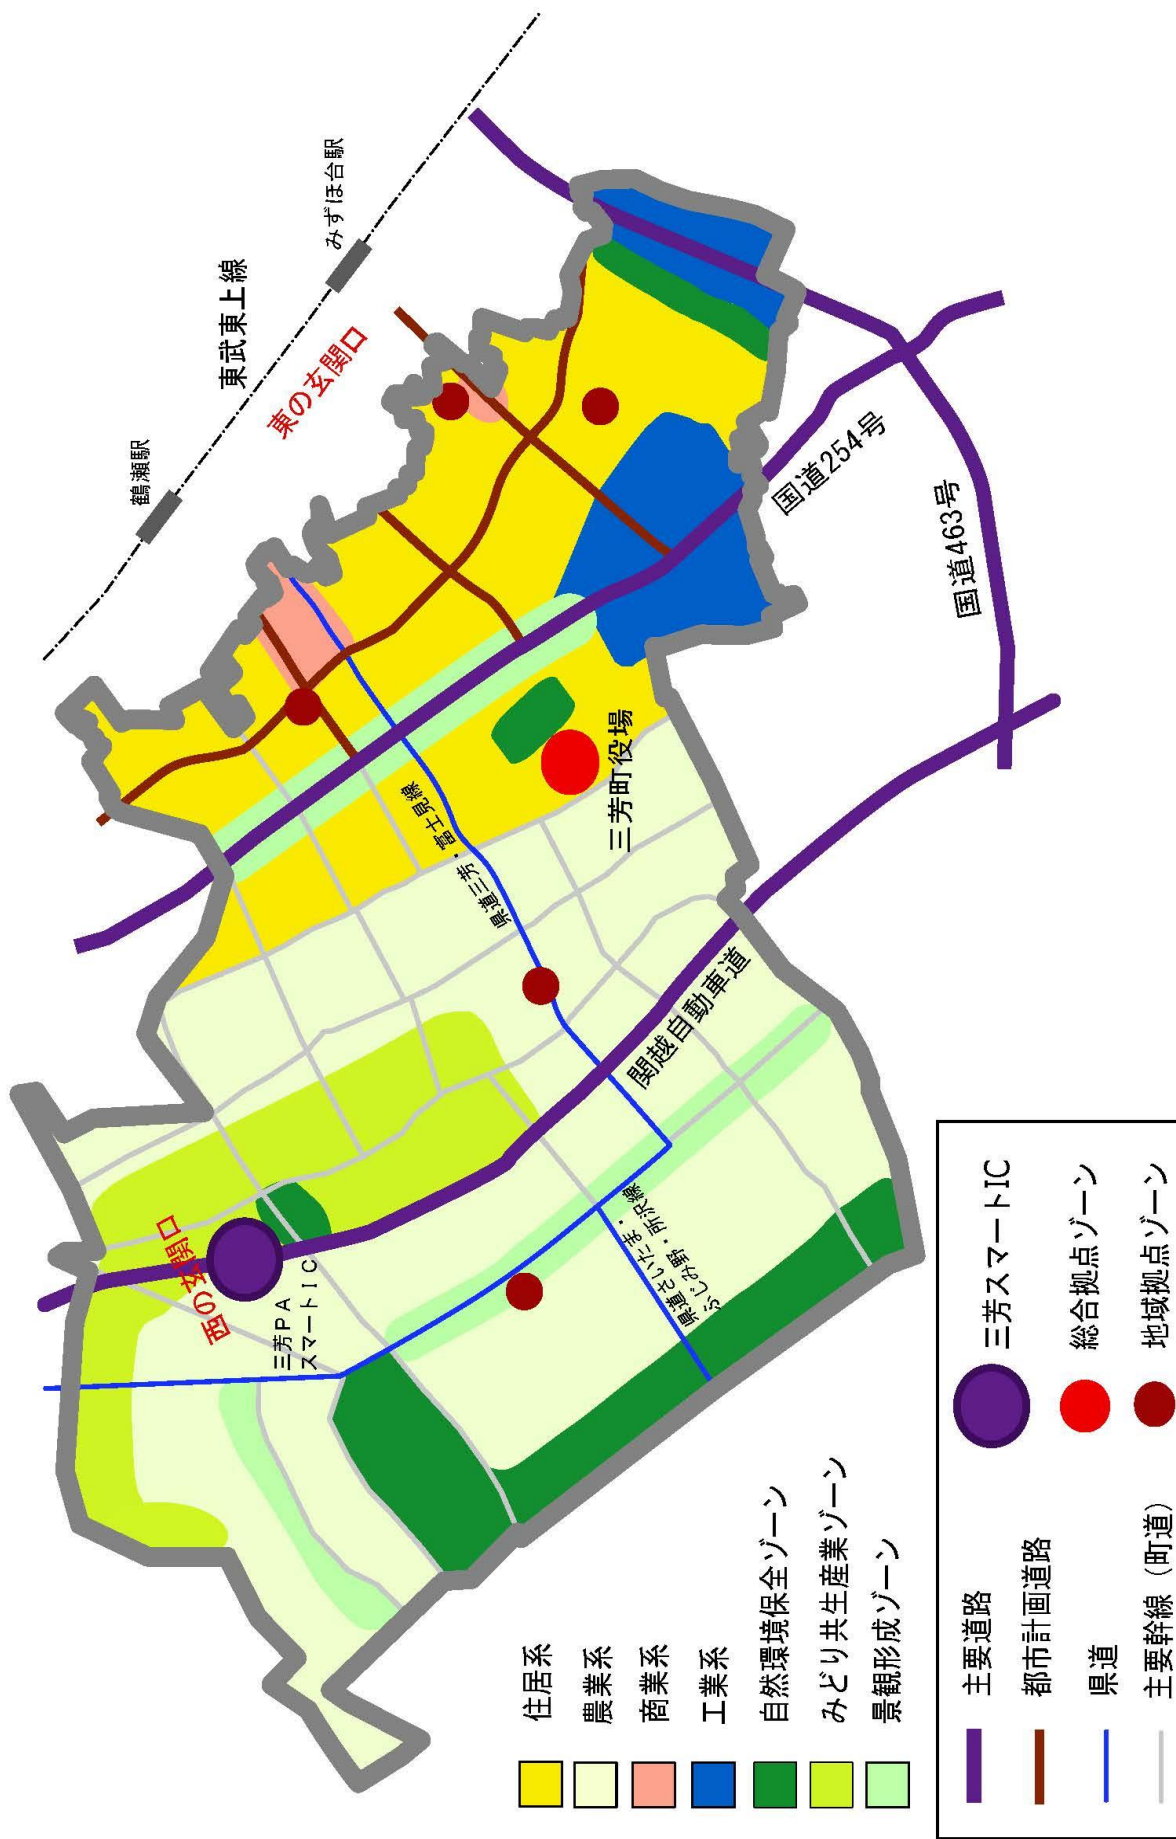 東武東上線
鶴瀬駅
みずほ台駅
東の玄関口
西の玄関口
三芳PA
スマートIC
県道三芳・富士見線
三芳町役場
国道254号
国道463号
関越自動車道
県道さいたま・
ふじみ野・所沢線
住居系
農業系
商業系
工業系
自然環境保全ゾーン
みどり共生産業ゾーン
景観形成ゾーン
主要道路
都市計画道路
県道
主要幹線（町道）
三芳スマートIC
総合拠点ゾーン
地域拠点ゾーン